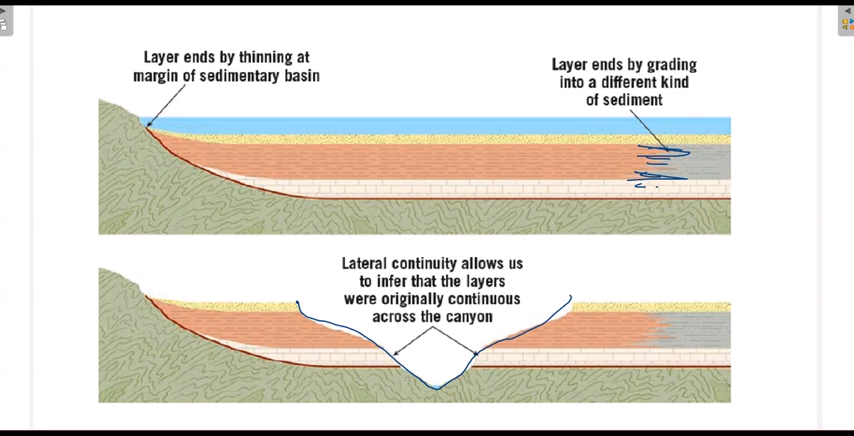 Layer ends by thinning at
margin of sedimentary basin
Layer ends by grading
into a different kind
of sediment
Lateral continuity allows us
to infer that the layers
were originally continuous
across the canyon